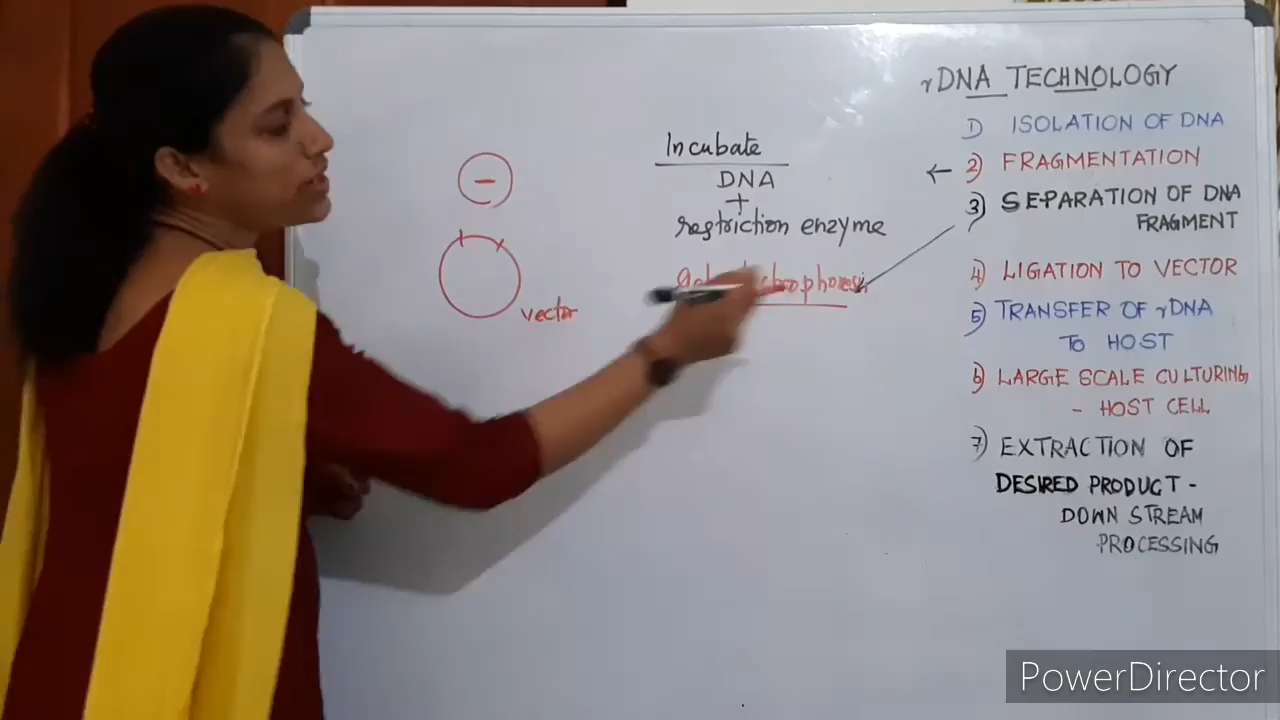 rDNA TECHNOLOGY
1) ISOLATION OF DNA
← 2) FRAGMENTATION
3) SEPARATION OF DNA
FRAGMENT
4) LIGATION TO VECTOR
5) TRANSFER OF rDNA
TO HOST
6) LARGE SCALE CULTURING
- HOST CELL
7) EXTRACTION OF
DESIRED PRODUCT -
DOWN STREAM
PROCESSING
Incubate
DNA
+
restriction enzyme
-
vector
PowerDirector